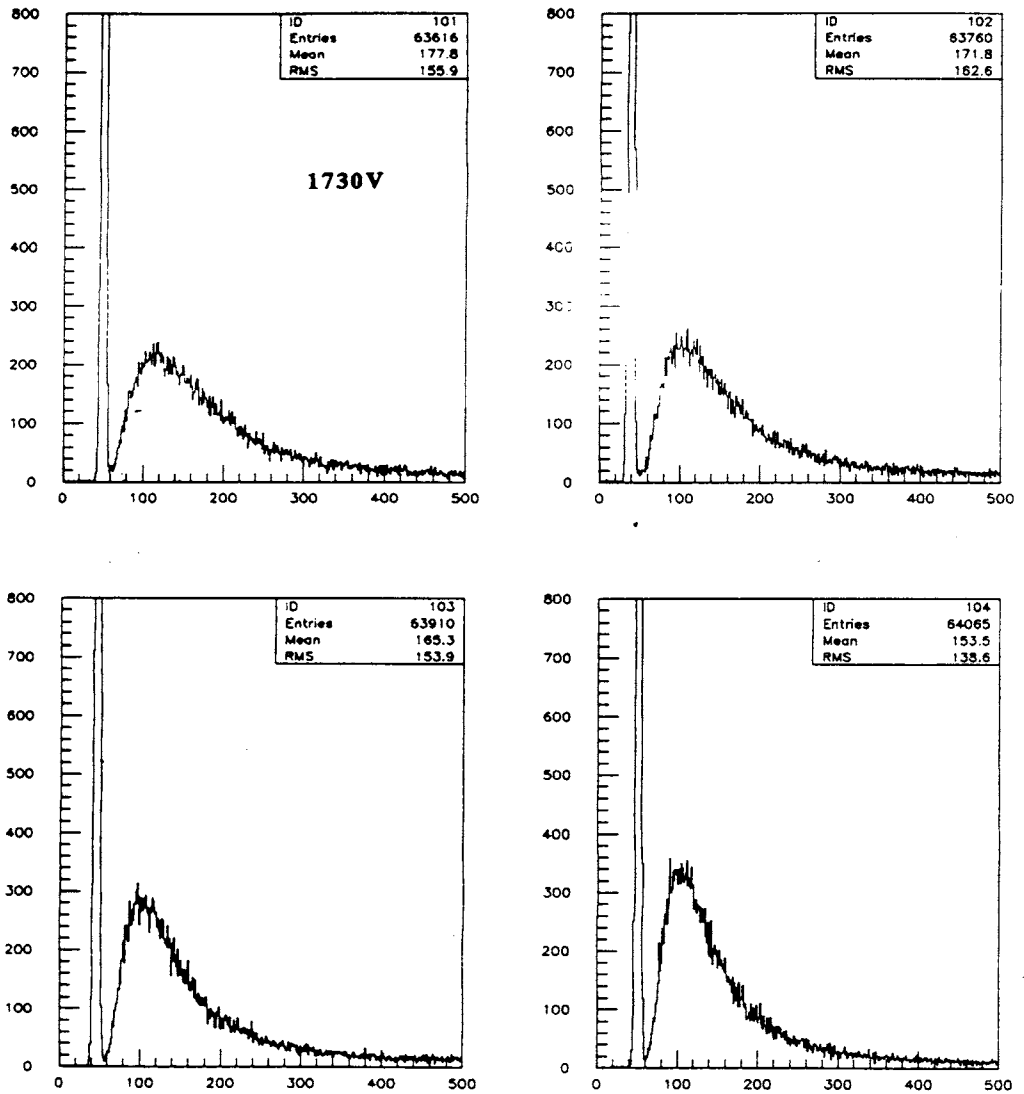 800
700
600
500
400
300
200
100
0
0 100 200 300 400 500
ID 101
Entries 63616
Mean 177.8
RMS 155.9
1730V
800
700
600
500
400
200
100
0
0 100 200 300 400 500
ID 102
Entries 63760
Mean 171.8
RMS 162.6
800
700
600
500
400
300
200
100
0
0 100 200 300 400 500
ID 103
Entries 63910
Mean 165.3
RMS 153.9
800
700
600
500
400
300
200
100
0
0 100 200 300 400 500
ID 104
Entries 64065
Mean 153.5
RMS 138.6